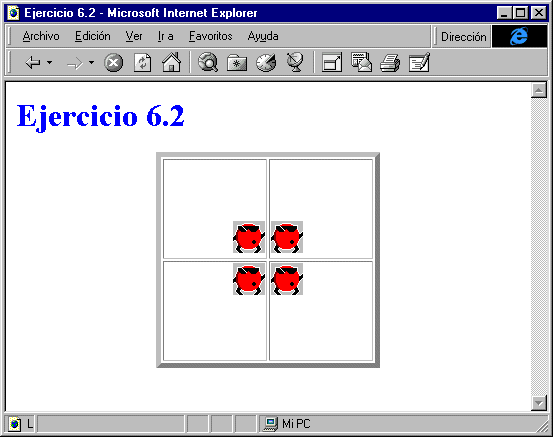 Ejercicio 6.2 - Microsoft Internet Explorer
Archivo Edición Ver Ir a Favoritos Ayuda Dirección
Ejercicio 6.2
L Mi PC